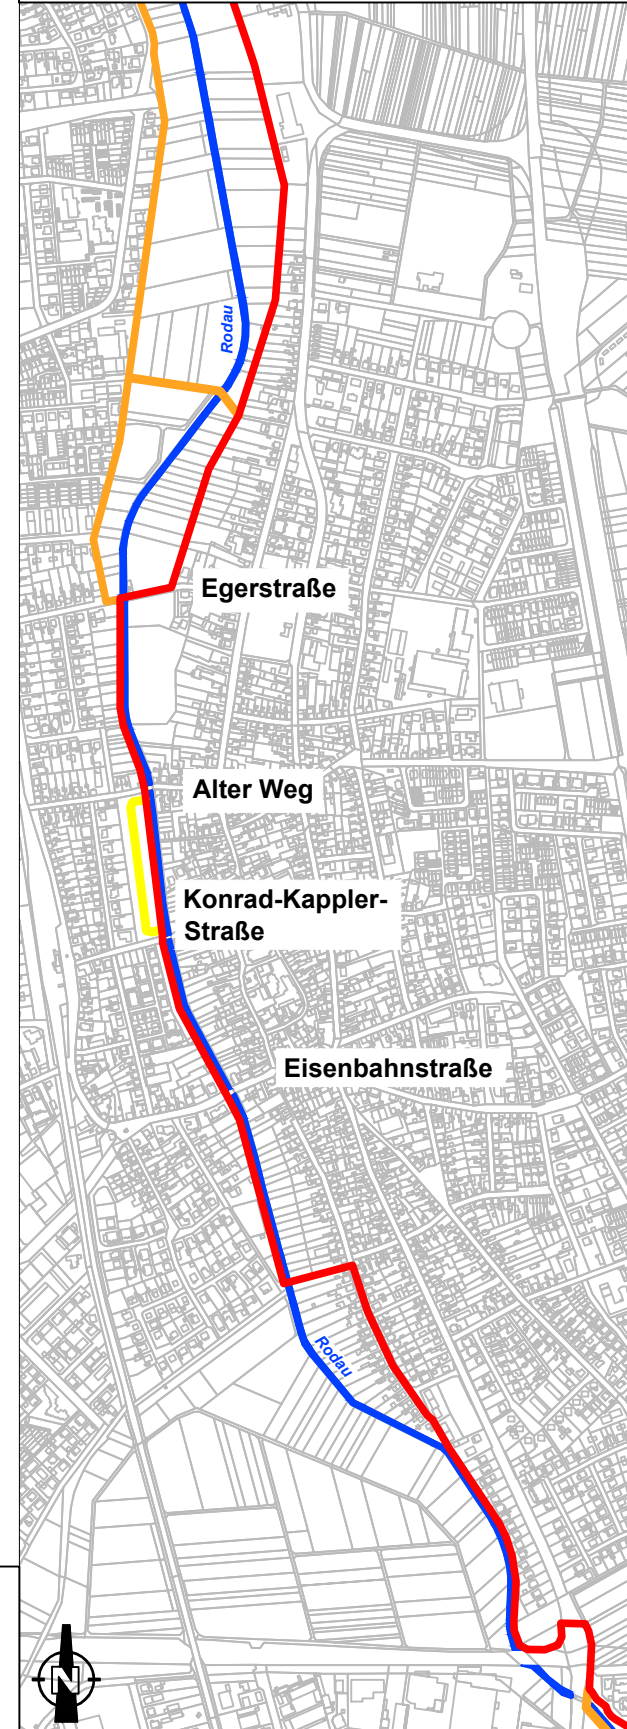 Rodau
Egerstraße
Alter Weg
Konrad-Kappler-
Straße
Eisenbahnstraße
Rodau
N